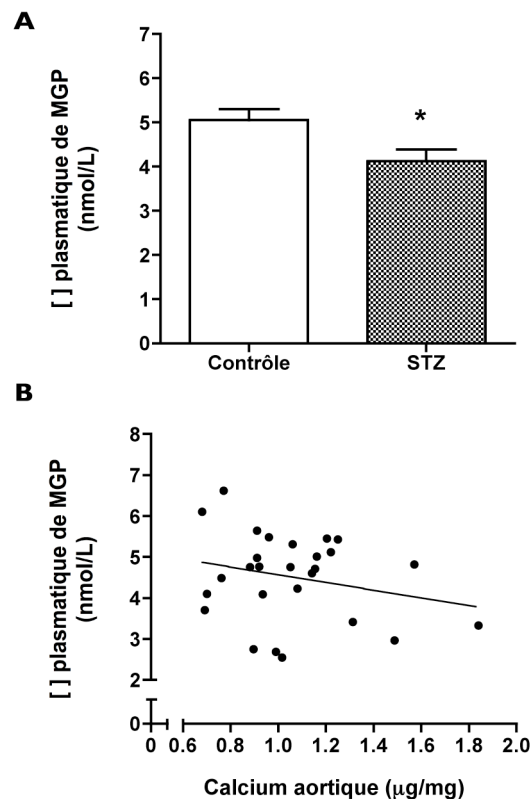 A
[ ] plasmatique de MGP
(nmol/L)
7
6
5
4
3
2
1
0
*
Contrôle
STZ
B
[ ] plasmatique de MGP
(nmol/L)
8
7
6
5
4
3
2
0
0 0.6 0.8 1.0 1.2 1.4 1.6 1.8 2.0
Calcium aortique (µg/mg)